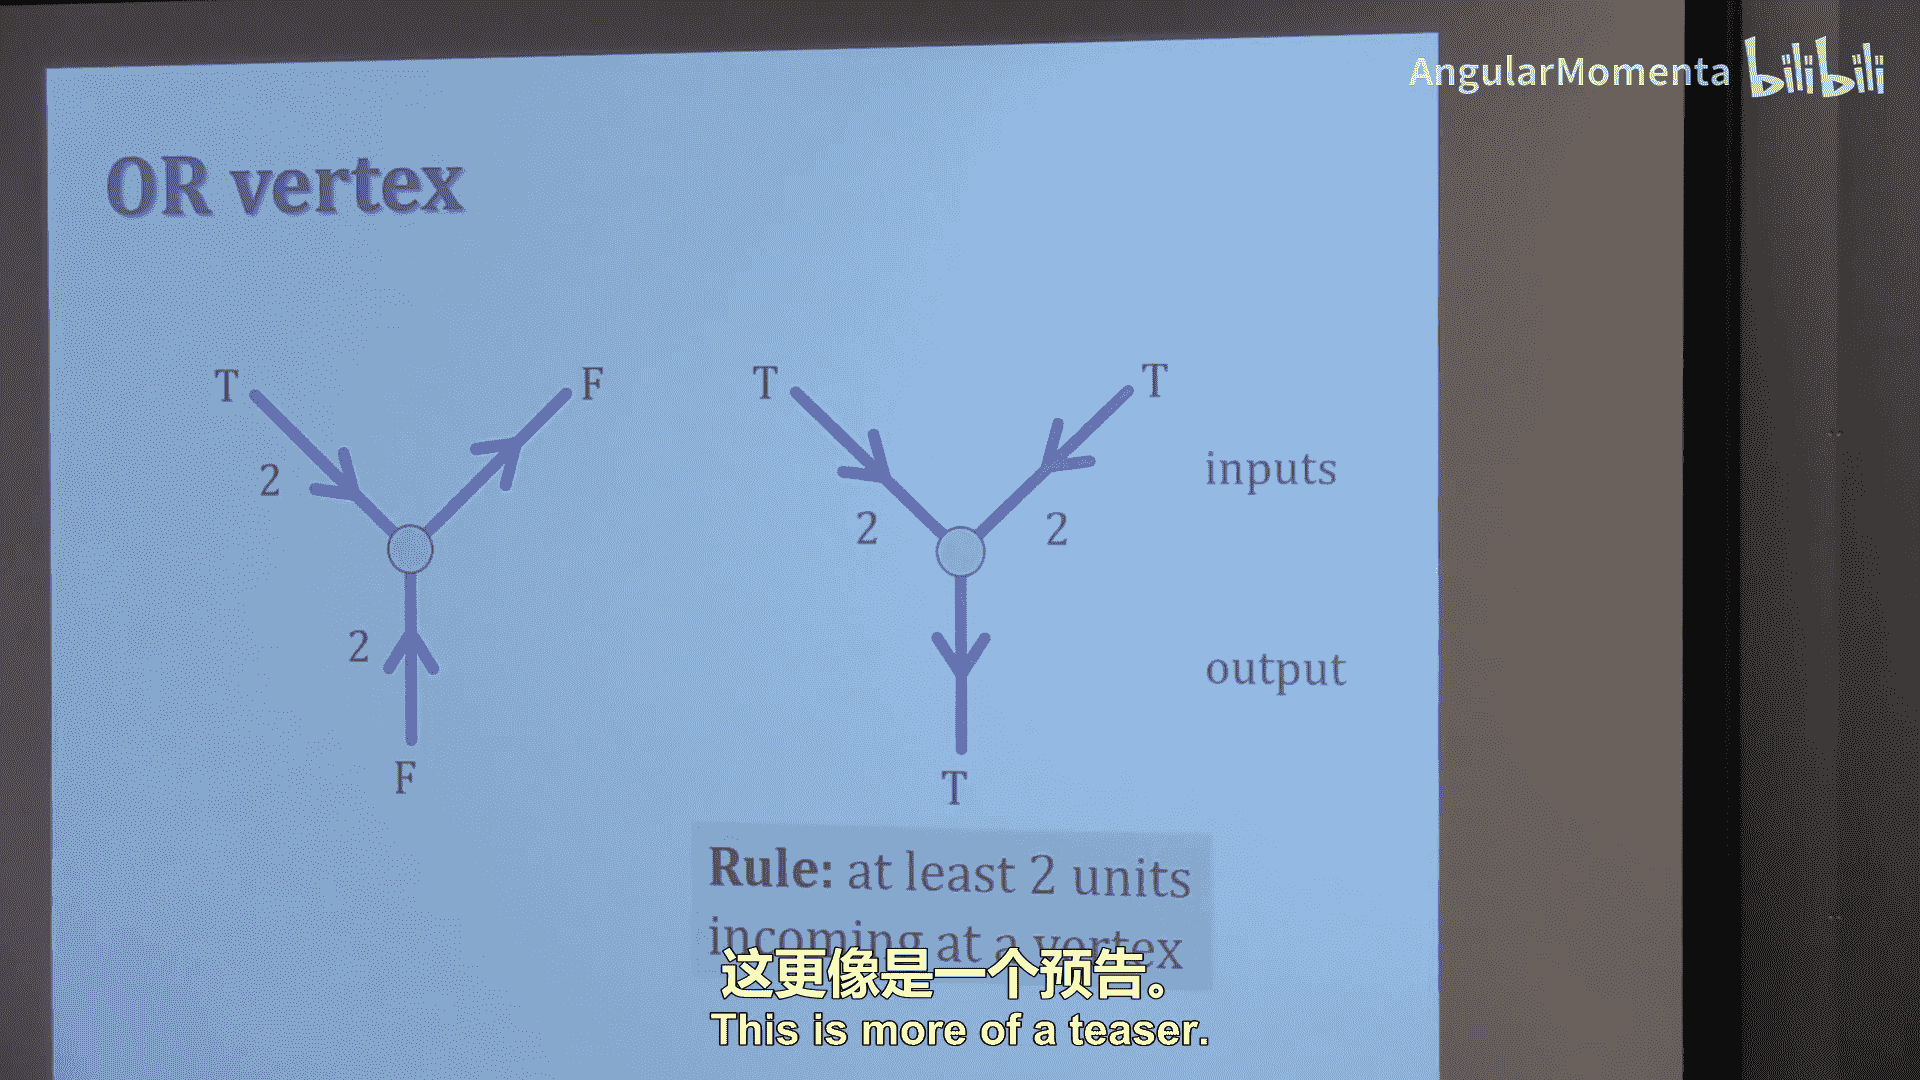 AngularMomenta bilibili
OR vertex
T
F
T
T
2
inputs
2
2
2
output
F
T
Rule: at least 2 units
incoming at a vertex
这更像是一个预告。
This is more of a teaser.